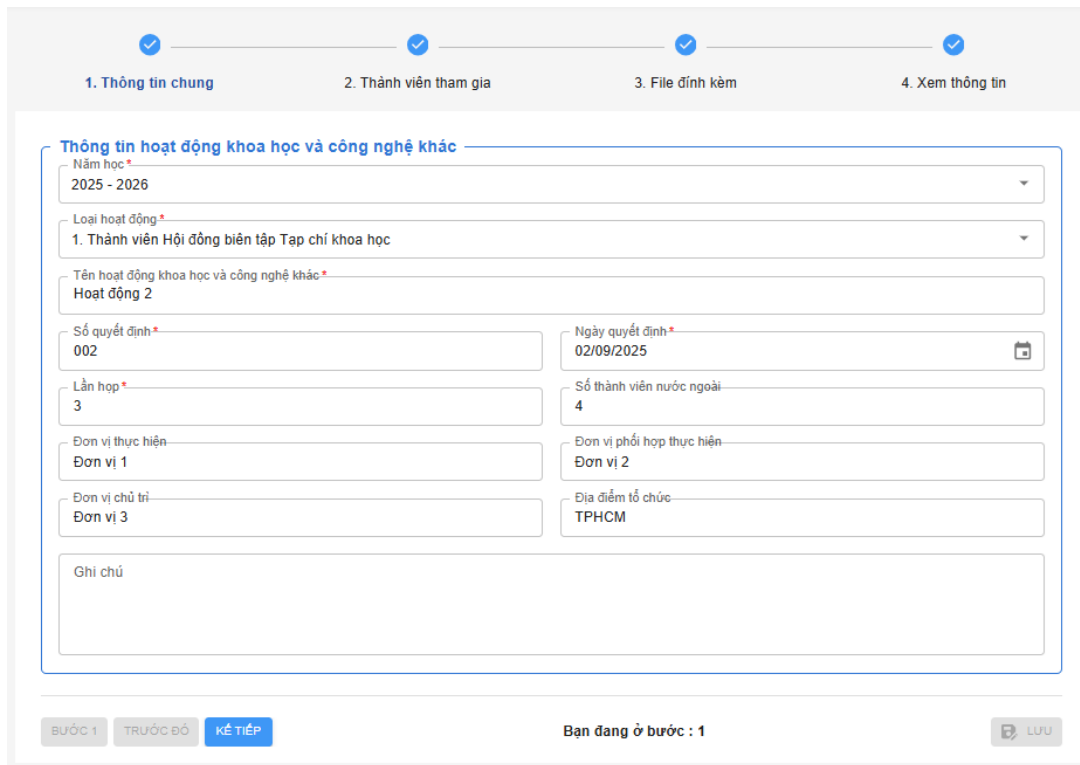 1. Thông tin chung
2. Thành viên tham gia
3. File đính kèm
4. Xem thông tin
Thông tin hoạt động khoa học và công nghệ khác
Năm học *
2025 - 2026
Loại hoạt động *
1. Thành viên Hội đồng biên tập Tạp chí khoa học
Tên hoạt động khoa học và công nghệ khác *
Hoạt động 2
Số quyết định *
002
Ngày quyết định *
02/09/2025
Lần họp *
3
Số thành viên nước ngoài
4
Đơn vị thực hiện
Đơn vị 1
Đơn vị phối hợp thực hiện
Đơn vị 2
Đơn vị chủ trì
Đơn vị 3
Địa điểm tổ chức
TPHCM
Ghi chú
BƯỚC 1
TRƯỚC ĐÓ
KẾ TIẾP
Bạn đang ở bước : 1
LƯU